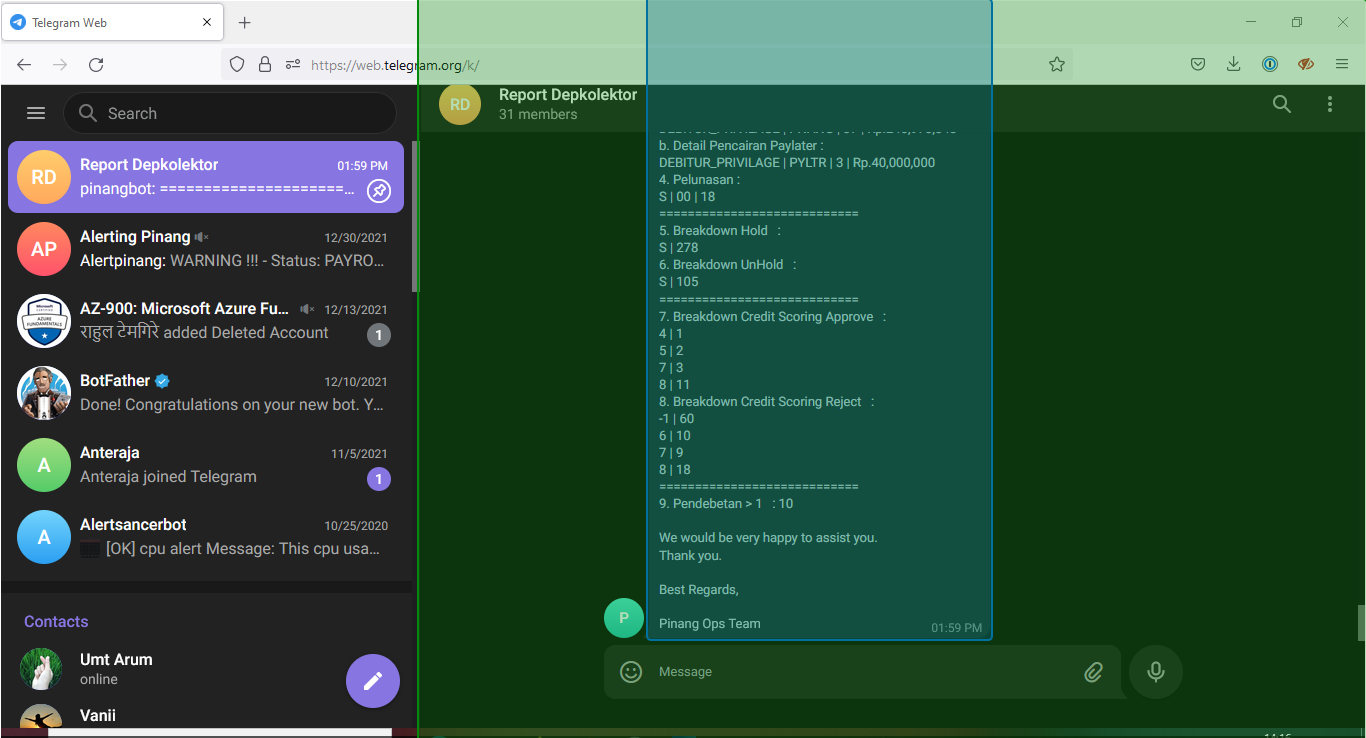 Telegram Web
https://web.telegram.org/k/
Search
RD
Report Depkolektor
01:59 PM
pinangbot: =====================...
AP
Alerting Pinang
12/30/2021
Alertpinang: WARNING !!! - Status: PAYRO...
AZ-900: Microsoft Azure Fu...
12/13/2021
राहुल टेमगिरे added Deleted Account
1
BotFather
12/10/2021
Done! Congratulations on your new bot. Y...
A
Anteraja
11/5/2021
Anteraja joined Telegram
1
A
Alertsancerbot
10/25/2020
[OK] cpu alert Message: This cpu usa...
Contacts
Umt Arum
online
Vanii
RD
Report Depkolektor
31 members
b. Detail Pencairan Paylater :
DEBITUR_PRIVILAGE | PYLTR | 3 | Rp.40,000,000
4. Pelunasan :
S | 00 | 18
============================
5. Breakdown Hold :
S | 278
6. Breakdown UnHold :
S | 105
============================
7. Breakdown Credit Scoring Approve :
4 | 1
5 | 2
7 | 3
8 | 11
8. Breakdown Credit Scoring Reject :
-1 | 60
6 | 10
7 | 9
8 | 18
============================
9. Pendebetan > 1 : 10
We would be very happy to assist you.
Thank you.
Best Regards,
P
Pinang Ops Team
01:59 PM
Message